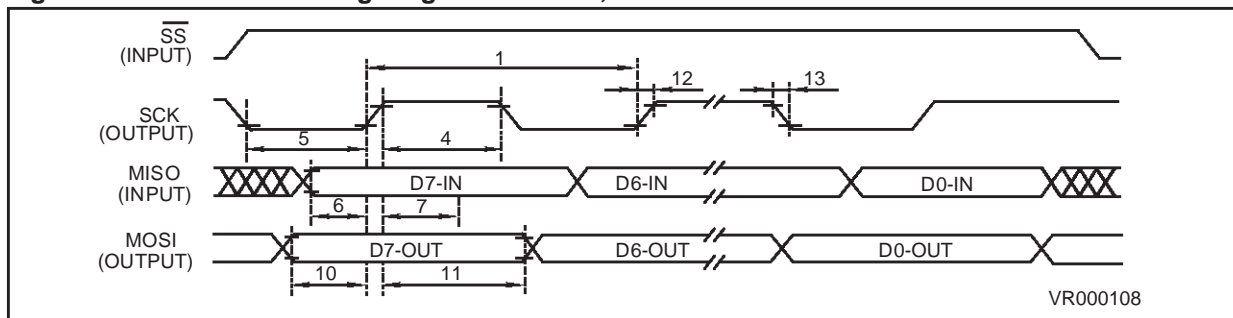 SS
(INPUT)
1
12
13
SCK
(OUTPUT)
5
4
MISO
(INPUT)
D7-IN
D6-IN
D0-IN
6
7
MOSI
(OUTPUT)
D7-OUT
D6-OUT
D0-OUT
10
11
VR000108